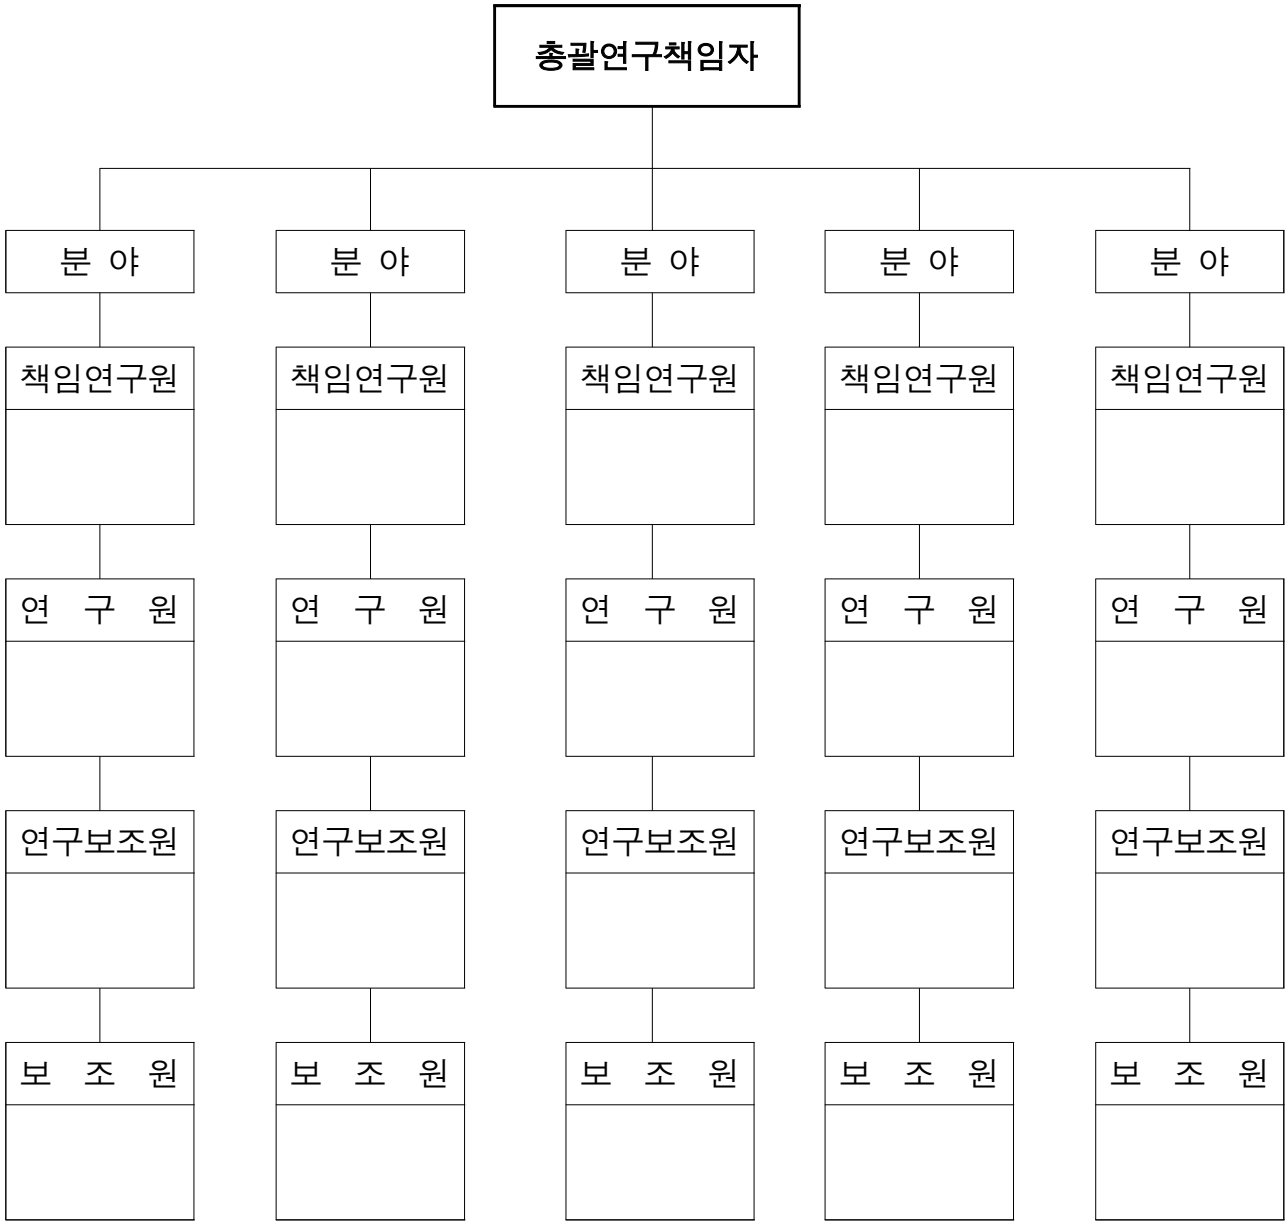 총괄연구책임자
분 야 분 야 분 야 분 야 분 야
책임연구원 책임연구원 책임연구원 책임연구원 책임연구원
연 구 원 연 구 원 연 구 원 연 구 원 연 구 원
연구보조원 연구보조원 연구보조원 연구보조원 연구보조원
보 조 원 보 조 원 보 조 원 보 조 원 보 조 원